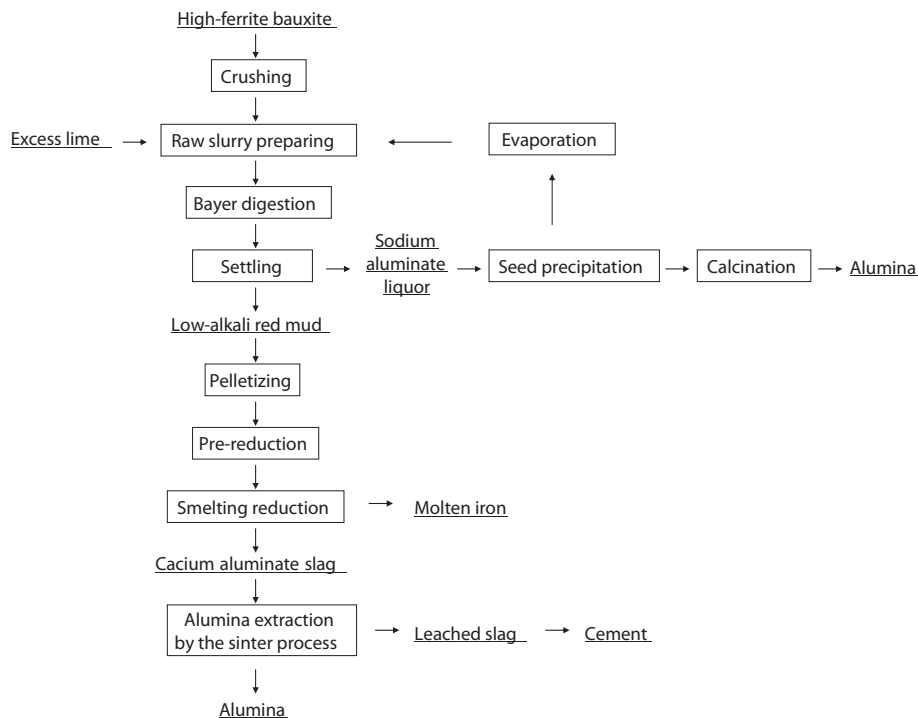 High-ferrite bauxite
Crushing
Excess lime
Raw slurry preparing
Evaporation
Bayer digestion
Settling
Sodium
aluminate
liquor
Seed precipitation
Calcination
Alumina
Low-alkali red mud
Pelletizing
Pre-reduction
Smelting reduction
Molten iron
Cacium aluminate slag
Alumina extraction
by the sinter process
Leached slag
Cement
Alumina